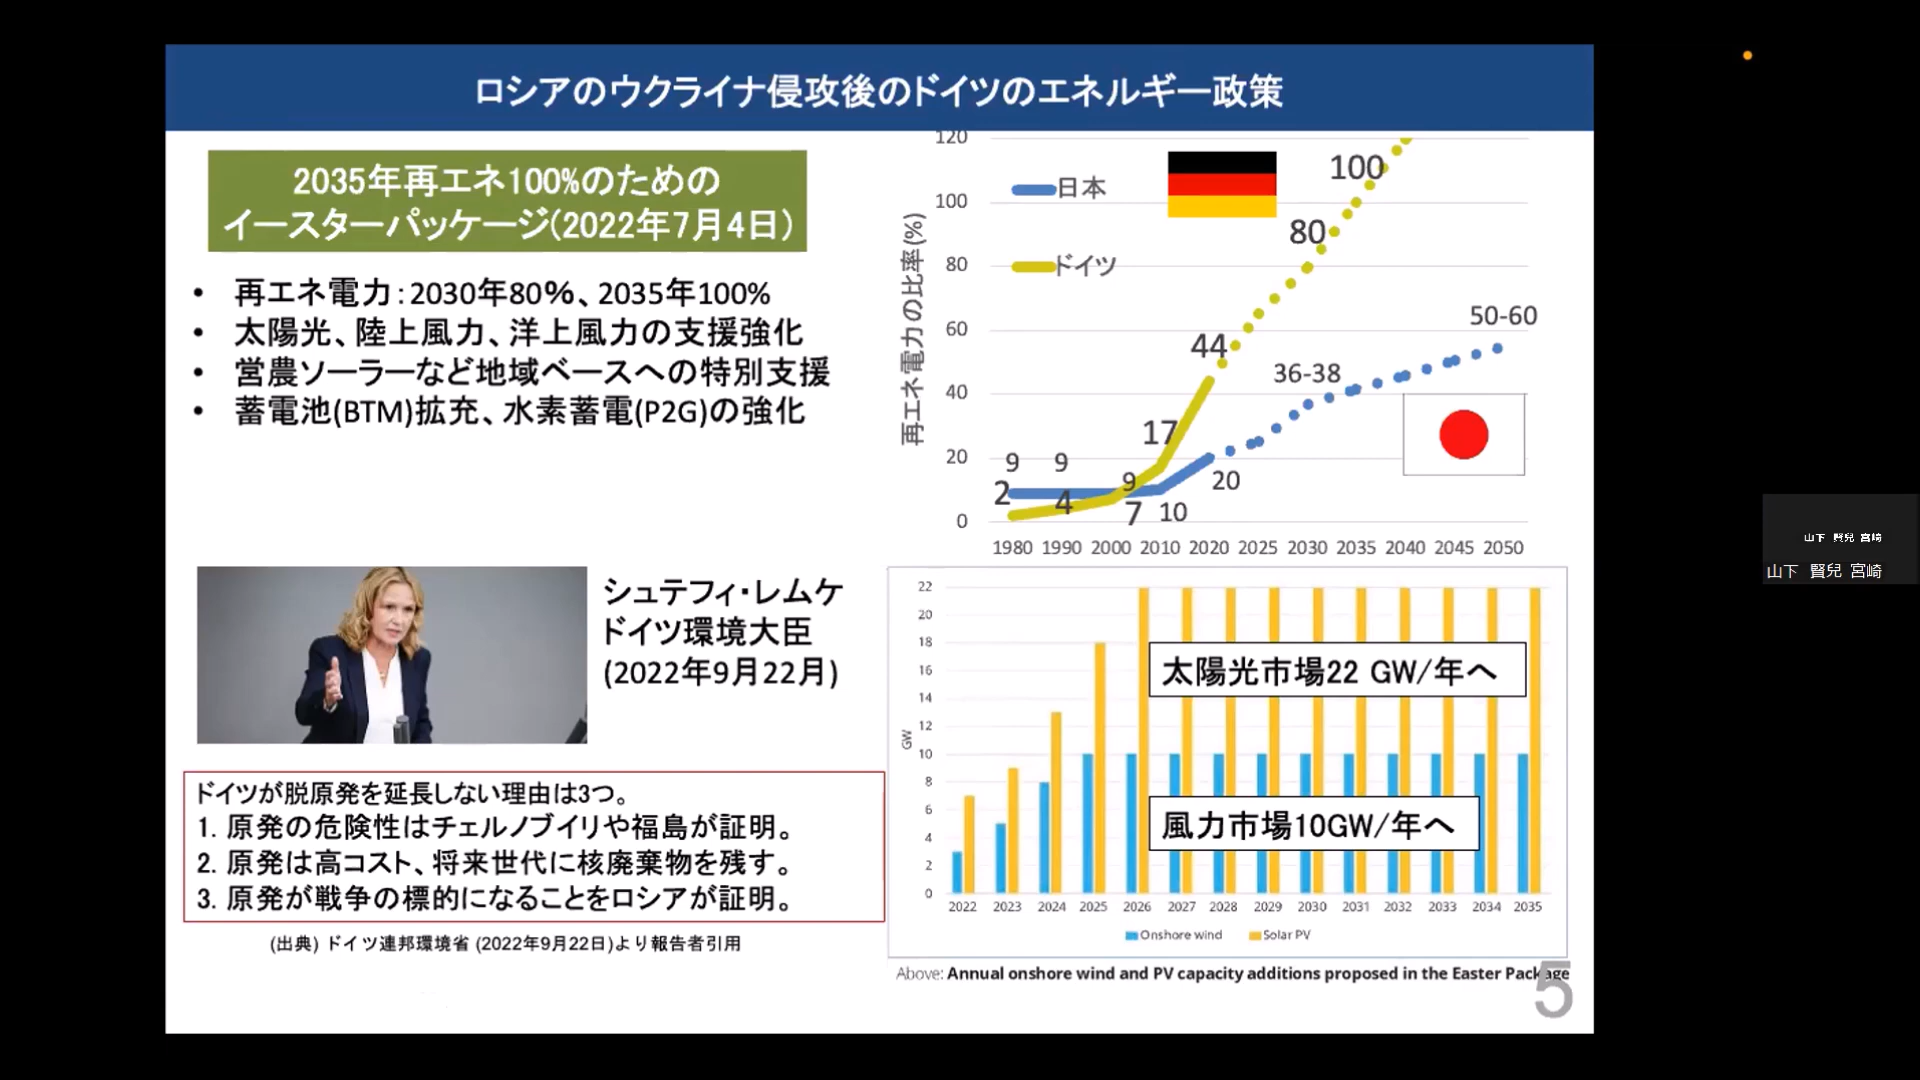 ロシアのウクライナ侵攻後のドイツのエネルギー政策
2035年再エネ100%のための
イースターパッケージ(2022年7月4日)
• 再エネ電力:2030年80%、2035年100%
• 太陽光、陸上風力、洋上風力の支援強化
• 営農ソーラーなど地域ベースへの特別支援
• 蓄電池(BTM)拡充、水素蓄電(P2G)の強化
シュテフィ・レムケ
ドイツ環境大臣
(2022年9月22月)
ドイツが脱原発を延長しない理由は3つ。
1. 原発の危険性はチェルノブイリや福島が証明。
2. 原発は高コスト、将来世代に核廃棄物を残す。
3. 原発が戦争の標的になることをロシアが証明。
(出典) ドイツ連邦環境省 (2022年9月22日)より報告者引用
再エネ電力の比率(%)
120
100
80
60
40
20
0
日本
ドイツ
100
80
50-60
44
36-38
17
9 9 9
2 4 7 10 20
1980 1990 2000 2010 2020 2025 2030 2035 2040 2045 2050
GW
22
20
18
16
14
12
10
8
6
4
2
0
太陽光市場22 GW/年へ
風力市場10GW/年へ
2022 2023 2024 2025 2026 2027 2028 2029 2030 2031 2032 2033 2034 2035
Onshore wind Solar PV
Above: Annual onshore wind and PV capacity additions proposed in the Easter Package
5
山下 賢兒 宮崎
山下 賢兒 宮崎